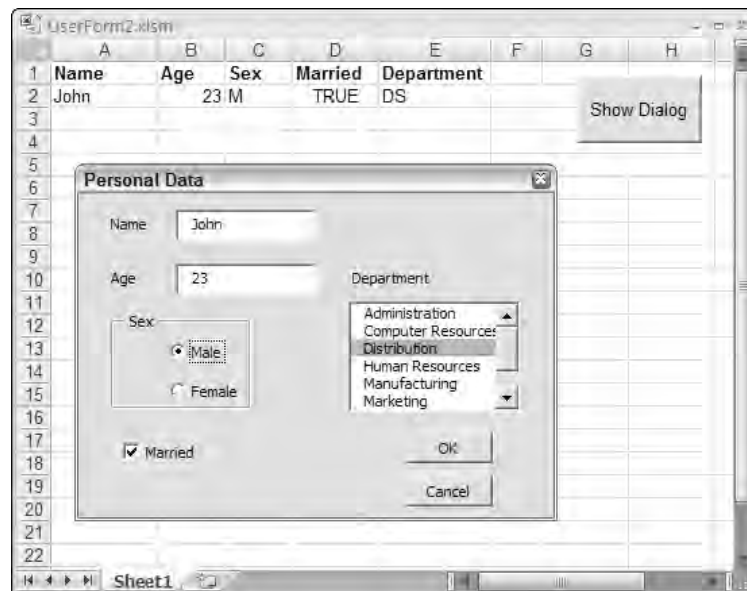 UserForm2.xlsm
A B C D E F G H
1 Name Age Sex Married Department
2 John 23 M TRUE DS
Show Dialog
3
4
5
6
7
8
9
10
11
12
13
14
15
16
17
18
19
20
21
22
Personal Data
Name John
Age 23
Department
Sex
Male
Female
Administration
Computer Resources
Distribution
Human Resources
Manufacturing
Marketing
Married
OK
Cancel
Sheet1